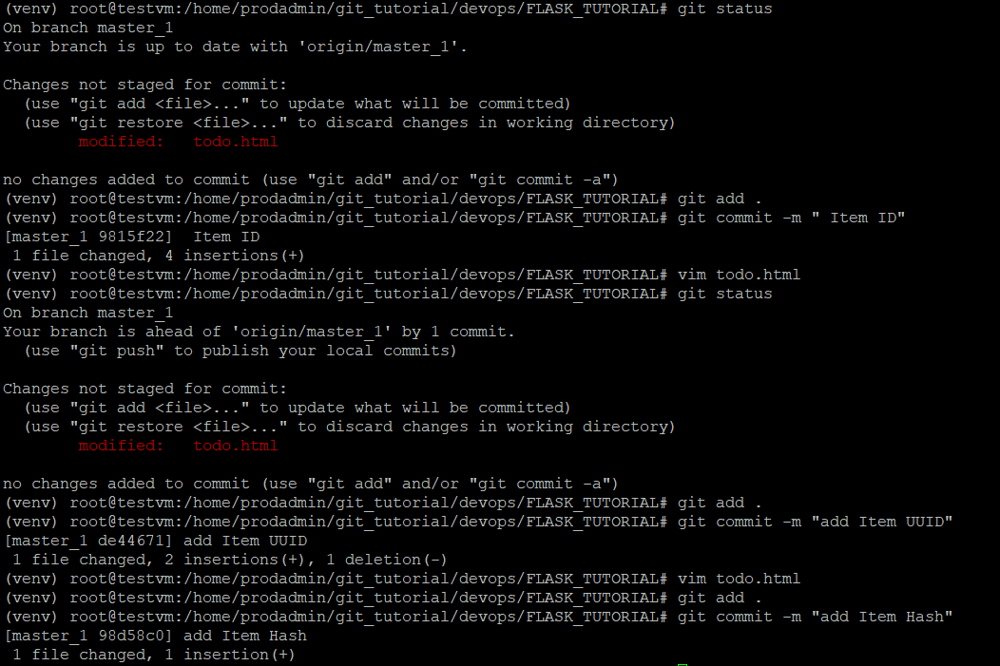 (venv) root@testvm:/home/prodadmin/git_tutorial/devops/FLASK_TUTORIAL# git status
On branch master_1
Your branch is up to date with 'origin/master_1'.
Changes not staged for commit:
  (use "git add <file>..." to update what will be committed)
  (use "git restore <file>..." to discard changes in working directory)
        modified:   todo.html
no changes added to commit (use "git add" and/or "git commit -a")
(venv) root@testvm:/home/prodadmin/git_tutorial/devops/FLASK_TUTORIAL# git add .
(venv) root@testvm:/home/prodadmin/git_tutorial/devops/FLASK_TUTORIAL# git commit -m " Item ID"
[master_1 9815f22]  Item ID
 1 file changed, 4 insertions(+)
(venv) root@testvm:/home/prodadmin/git_tutorial/devops/FLASK_TUTORIAL# vim todo.html
(venv) root@testvm:/home/prodadmin/git_tutorial/devops/FLASK_TUTORIAL# git status
On branch master_1
Your branch is ahead of 'origin/master_1' by 1 commit.
  (use "git push" to publish your local commits)
Changes not staged for commit:
  (use "git add <file>..." to update what will be committed)
  (use "git restore <file>..." to discard changes in working directory)
        modified:   todo.html
no changes added to commit (use "git add" and/or "git commit -a")
(venv) root@testvm:/home/prodadmin/git_tutorial/devops/FLASK_TUTORIAL# git add .
(venv) root@testvm:/home/prodadmin/git_tutorial/devops/FLASK_TUTORIAL# git commit -m "add Item UUID"
[master_1 de44671] add Item UUID
 1 file changed, 2 insertions(+), 1 deletion(-)
(venv) root@testvm:/home/prodadmin/git_tutorial/devops/FLASK_TUTORIAL# vim todo.html
(venv) root@testvm:/home/prodadmin/git_tutorial/devops/FLASK_TUTORIAL# git add .
(venv) root@testvm:/home/prodadmin/git_tutorial/devops/FLASK_TUTORIAL# git commit -m "add Item Hash"
[master_1 98d58c0] add Item Hash
 1 file changed, 1 insertion(+)